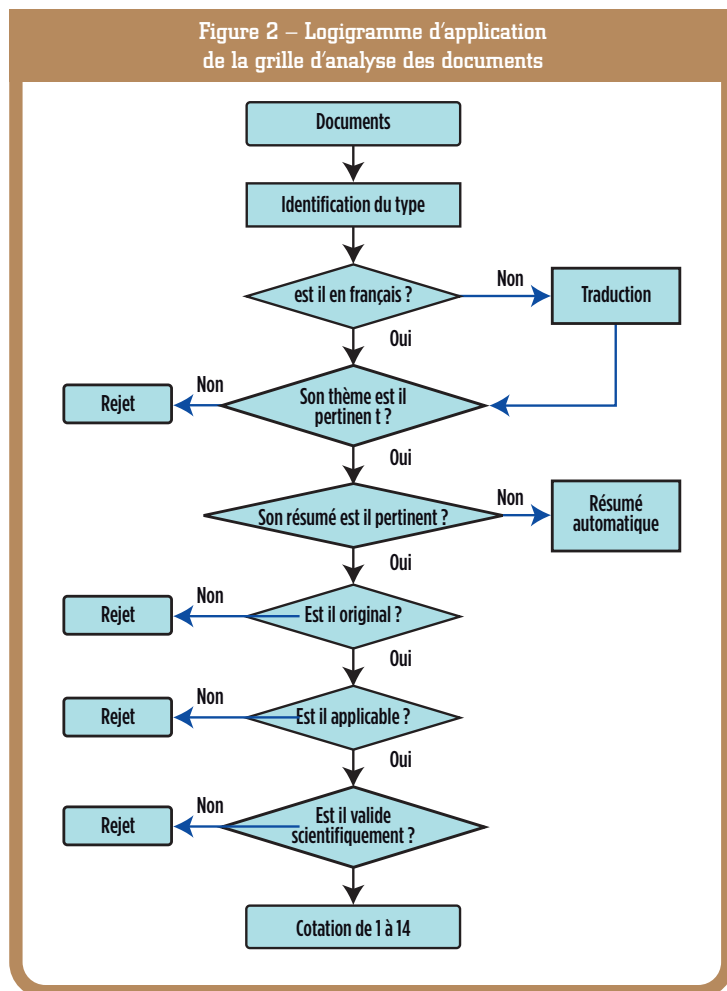 Figure 2 – Logigramme d'application
de la grille d'analyse des documents
Documents
Identification du type
est il en français ?
Non
Traduction
Oui
Rejet
Non
Son thème est il
pertinen t ?
Oui
Son résumé est il pertinent ?
Non
Résumé
automatique
Oui
Rejet
Non
Est il original ?
Oui
Rejet
Non
Est il applicable ?
Oui
Rejet
Non
Est il valide
scientifiquement ?
Cotation de 1 à 14